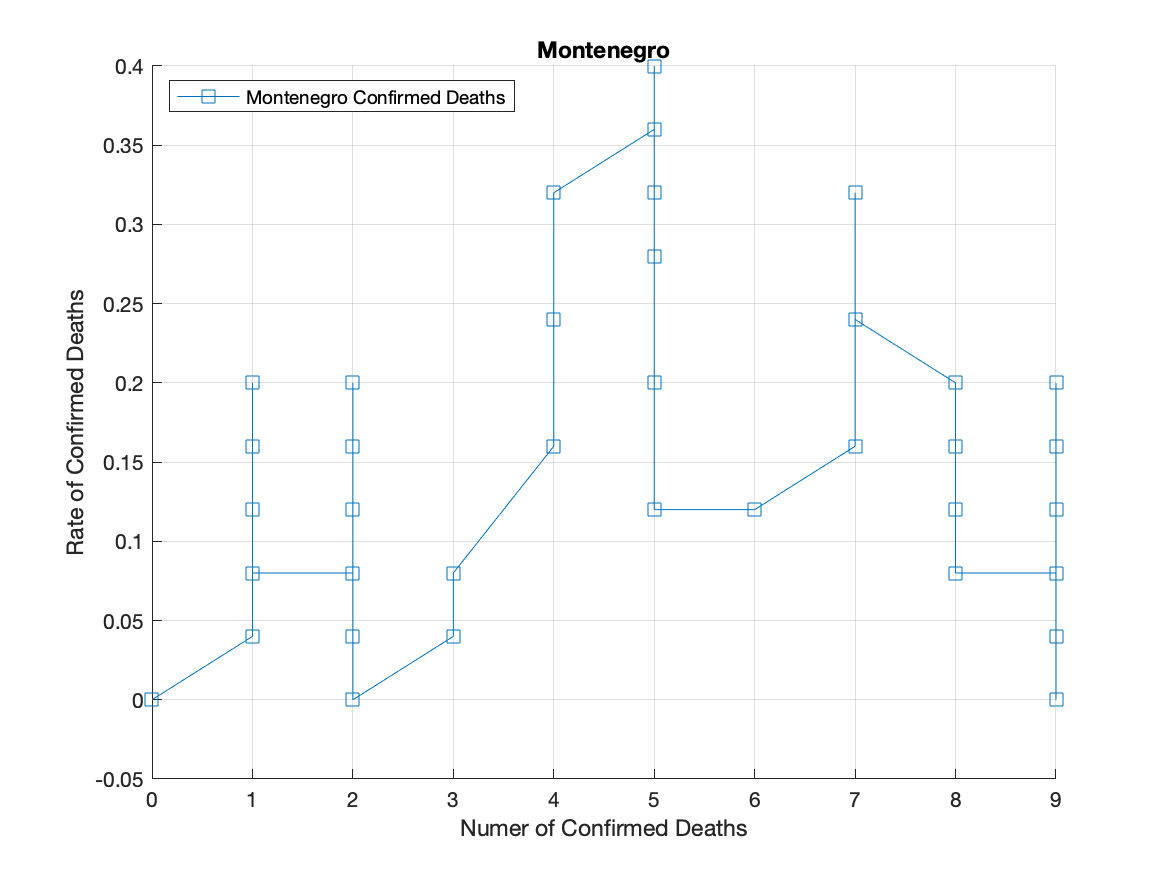 Montenegro
Montenegro Confirmed Deaths
0.4
0.35
0.3
0.25
0.2
0.15
0.1
0.05
0
-0.05
Rate of Confirmed Deaths
0 1 2 3 4 5 6 7 8 9
Numer of Confirmed Deaths